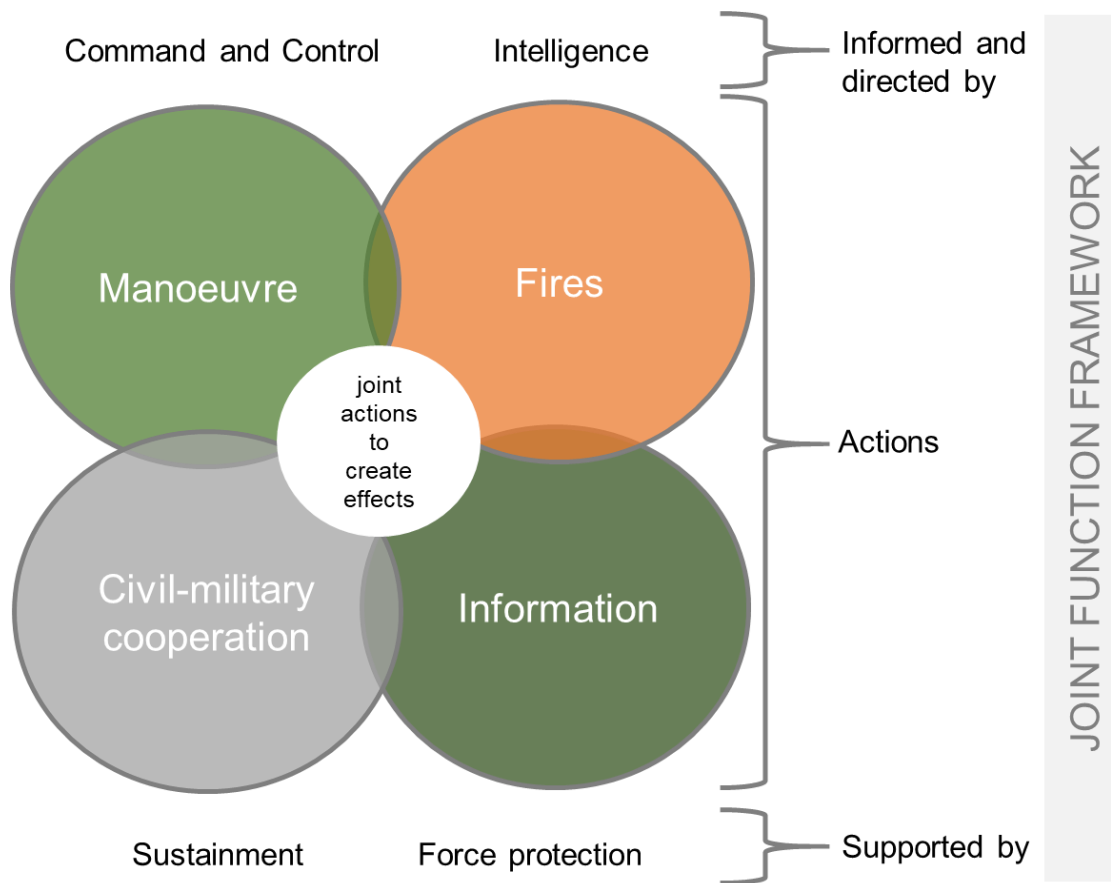 Command and Control
Intelligence
Informed and
directed by
Manoeuvre
Fires
joint
actions
to
create
effects
Actions
Civil-military
cooperation
Information
Sustainment
Force protection
Supported by
JOINT FUNCTION FRAMEWORK